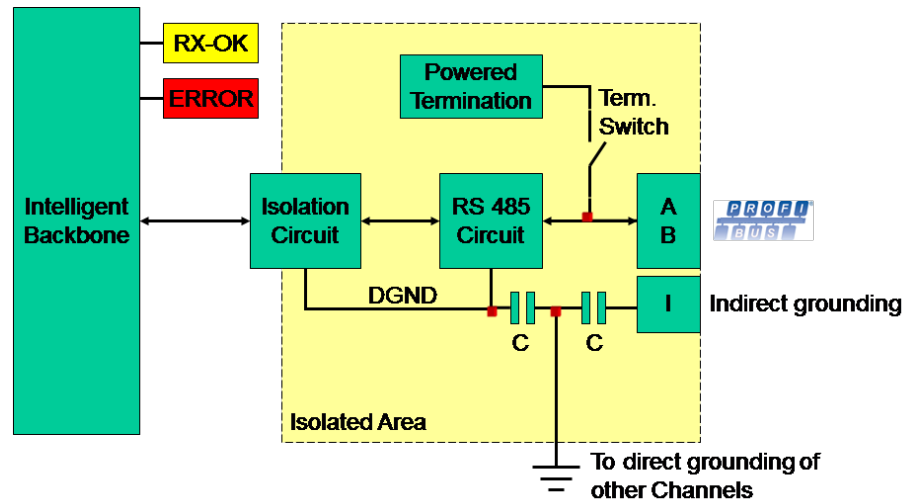 RX-OK
ERROR
Powered
Termination
Term.
Switch
Intelligent
Backbone
Isolation
Circuit
RS 485
Circuit
A
B
PROFI
BUS
DGND
I
Indirect grounding
C
C
Isolated Area
To direct grounding of
other Channels